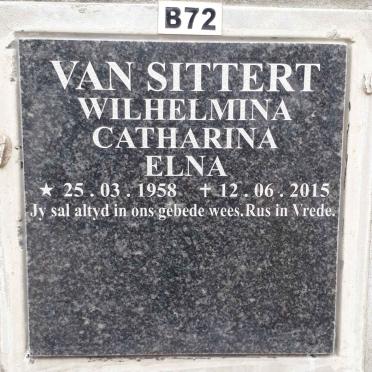 B72
VAN SITTERT
WILHELMINA
CATHARINA
ELNA
★ 25 . 03 . 1958 ✝ 12 . 06 . 2015
Jy sal altyd in ons gebede wees.Rus in Vrede.